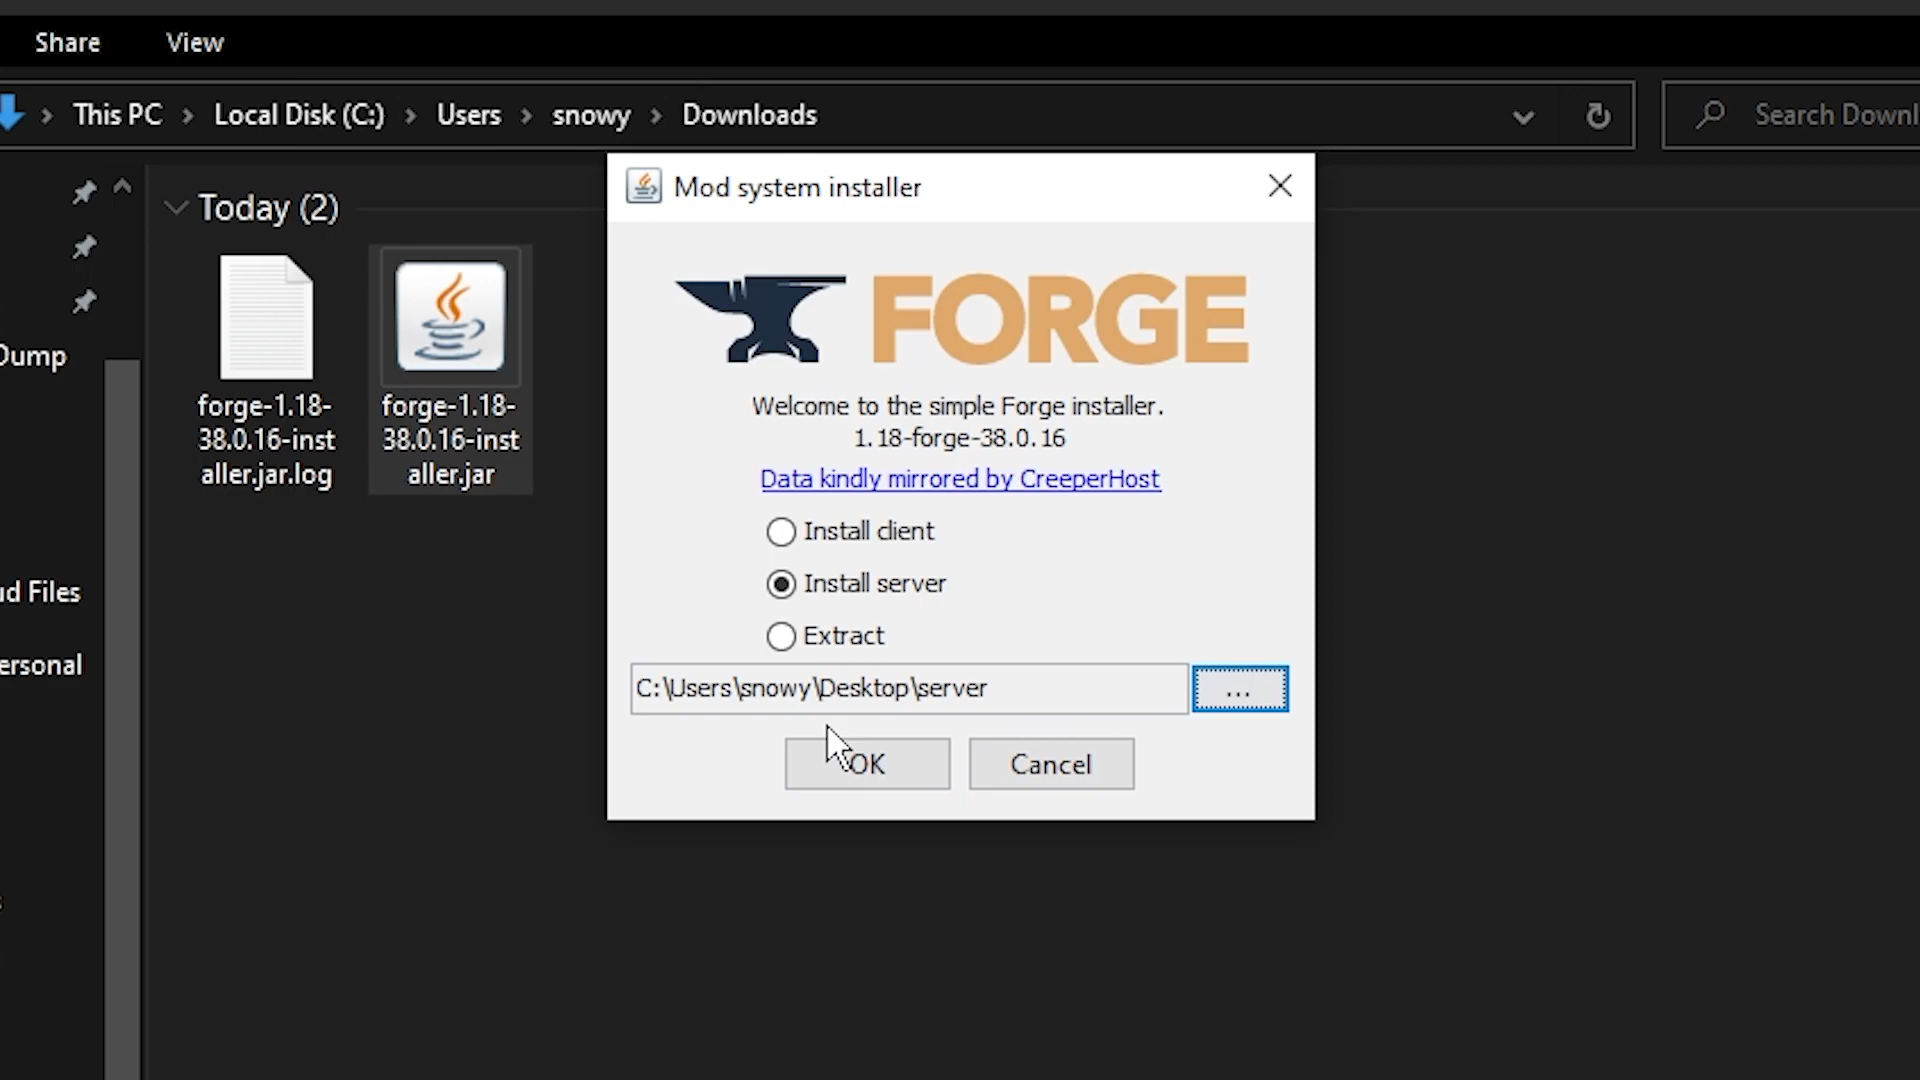 Share
View
This PC > Local Disk (C:) > Users > snowy > Downloads
Search Downl
Today (2)
forge-1.18-
38.0.16-inst
aller.jar.log
forge-1.18-
38.0.16-inst
aller.jar
Dump
ud Files
ersonal
Mod system installer
FORGE
Welcome to the simple Forge installer.
1.18-forge-38.0.16
Data kindly mirrored by CreeperHost
Install client
Install server
Extract
C:\Users\snowy\Desktop\server
...
OK
Cancel